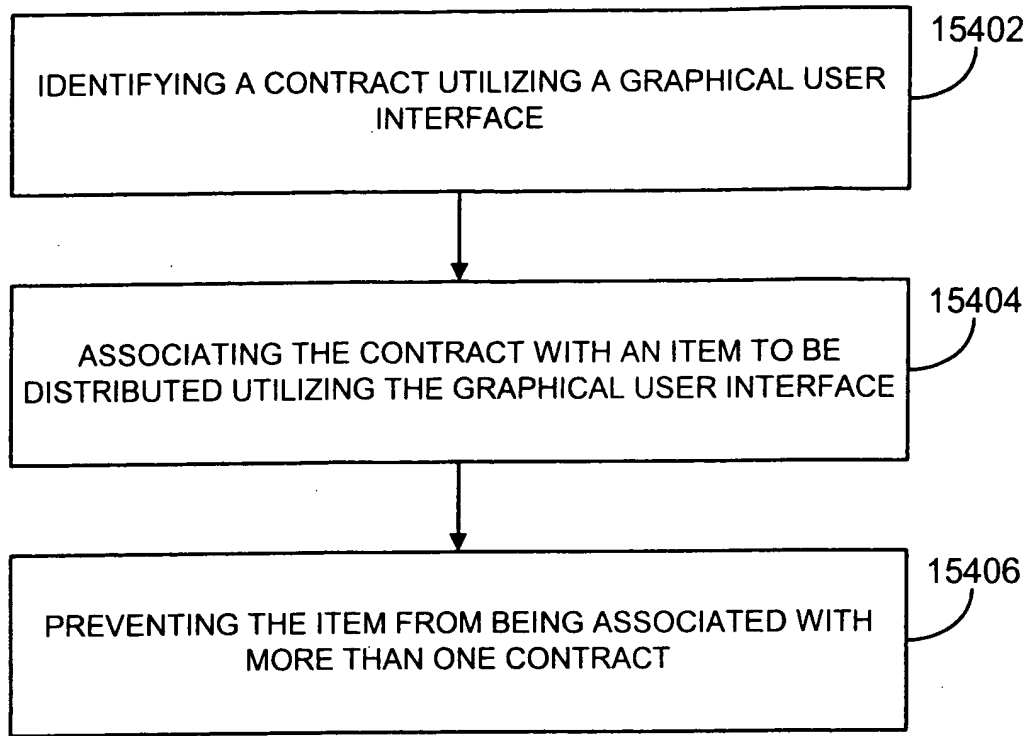 15402
IDENTIFYING A CONTRACT UTILIZING A GRAPHICAL USER
INTERFACE
15404
ASSOCIATING THE CONTRACT WITH AN ITEM TO BE
DISTRIBUTED UTILIZING THE GRAPHICAL USER INTERFACE
15406
PREVENTING THE ITEM FROM BEING ASSOCIATED WITH
MORE THAN ONE CONTRACT